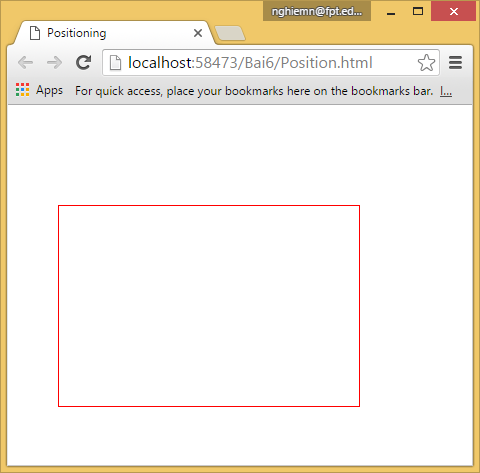 nghiemn@fpt.ed...
Positioning
localhost:58473/Bai6/Position.html
Apps For quick access, place your bookmarks here on the bookmarks bar. I...